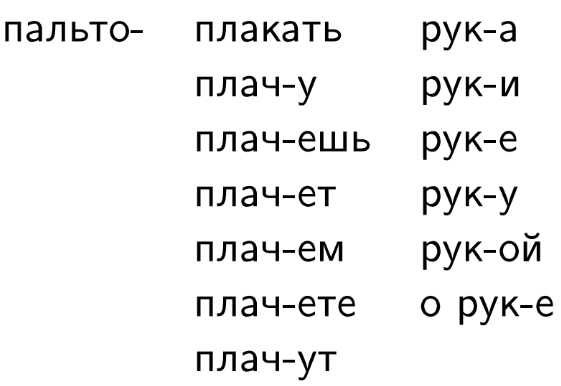 пальто- плакать рук-а
плач-у рук-и
плач-ешь рук-е
плач-ет рук-у
плач-ем рук-ой
плач-ете о рук-е
плач-ут